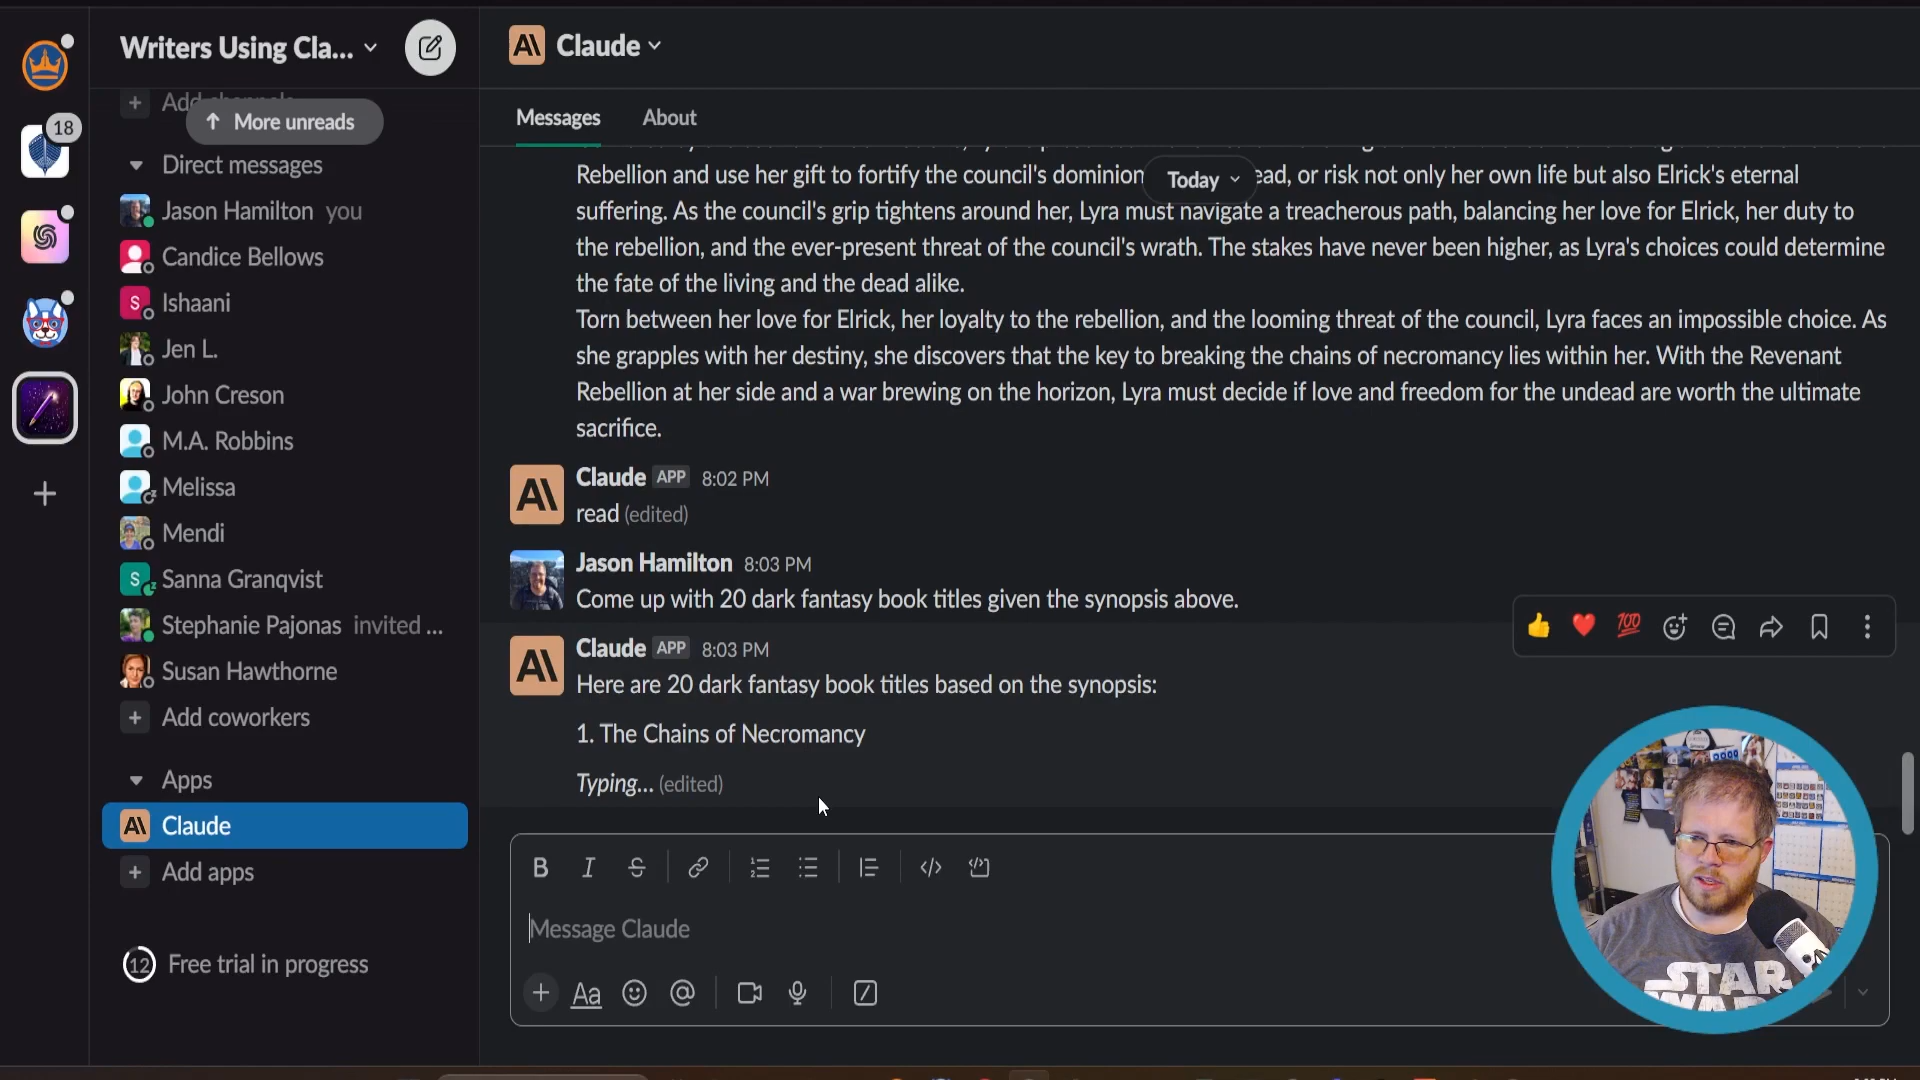 Writers Using Cla...
Add channels
More unreads
18
Direct messages
Jason Hamilton you
Candice Bellows
S Ishaani
Jen L.
John Creson
M.A. Robbins
Melissa
Mendi
S Sanna Granqvist
Stephanie Pajonas invited ...
Susan Hawthorne
Add coworkers
Apps
Claude
Add apps
12 Free trial in progress
Claude
Messages About
Today
Rebellion and use her gift to fortify the council's dominion ead, or risk not only her own life but also Elrick's eternal
suffering. As the council's grip tightens around her, Lyra must navigate a treacherous path, balancing her love for Elrick, her duty to
the rebellion, and the ever-present threat of the council's wrath. The stakes have never been higher, as Lyra's choices could determine
the fate of the living and the dead alike.
Torn between her love for Elrick, her loyalty to the rebellion, and the looming threat of the council, Lyra faces an impossible choice. As
she grapples with her destiny, she discovers that the key to breaking the chains of necromancy lies within her. With the Revenant
Rebellion at her side and a war brewing on the horizon, Lyra must decide if love and freedom for the undead are worth the ultimate
sacrifice.
Claude APP 8:02 PM
read (edited)
Jason Hamilton 8:03 PM
Come up with 20 dark fantasy book titles given the synopsis above.
Claude APP 8:03 PM
Here are 20 dark fantasy book titles based on the synopsis:
1. The Chains of Necromancy
Typing... (edited)
Message Claude
Aa
STAR
WARS